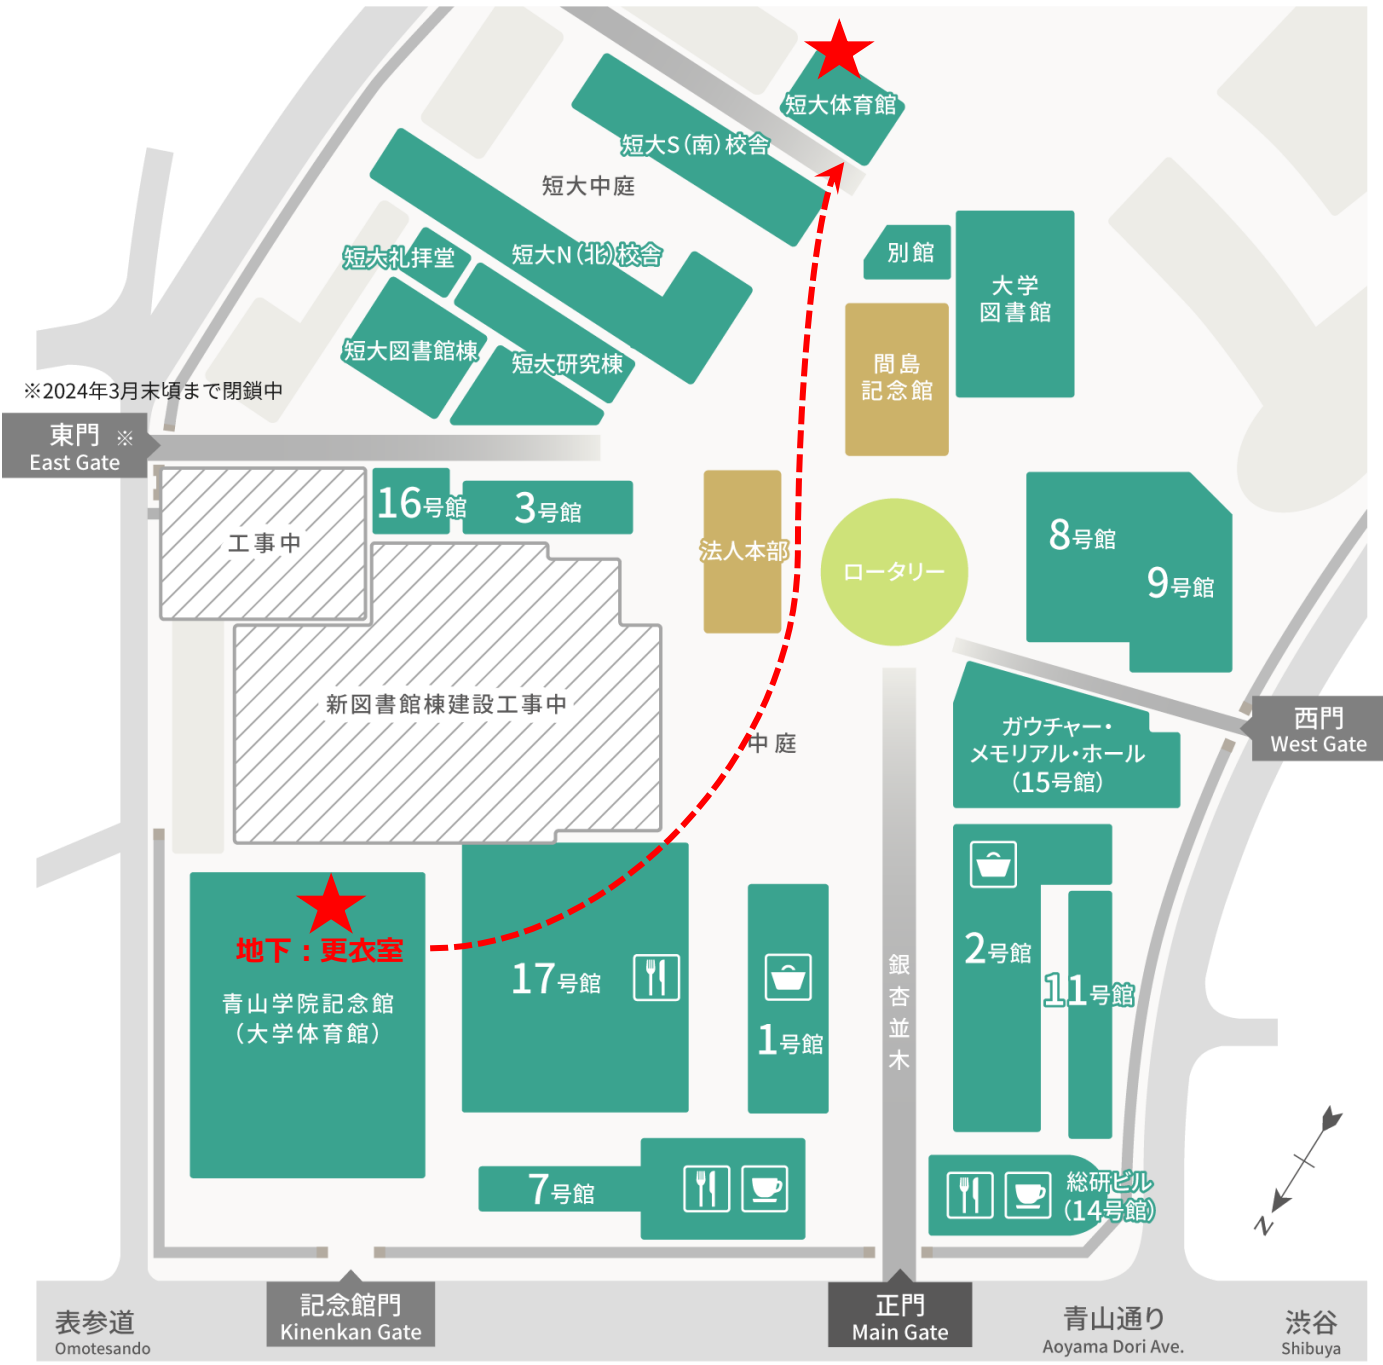 短大体育館
短大S（南）校舎
短大中庭
短大N（北）校舎
短大礼拝堂
別館
大学
図書館
間島
記念館
短大図書館棟
短大研究棟
※2024年3月末頃まで閉鎖中
東門 ※
East Gate
16号館
3号館
工事中
法人本部
ロータリー
8号館
9号館
新図書館棟建設工事中
中庭
ガウチャー・
メモリアル・ホール
（15号館）
西門
West Gate
地下：更衣室
青山学院記念館
（大学体育館）
17号館
1号館
銀杏並木
2号館
11号館
7号館
総研ビル
（14号館）
N
記念館門
Kinenkan Gate
正門
Main Gate
表参道
Omotesando
青山通り
Aoyama Dori Ave.
渋谷
Shibuya